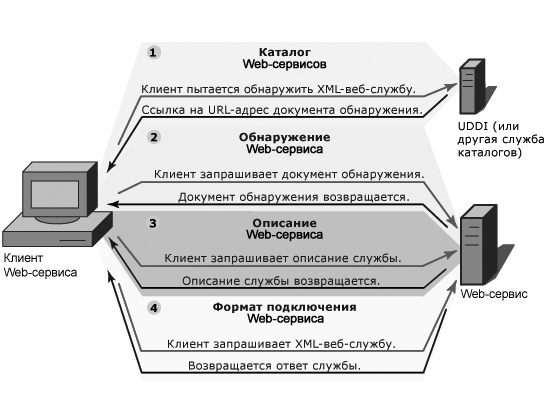 1
Каталог
Web-сервисов
Клиент пытается обнаружить XML-веб-службу.
Ссылка на URL-адрес документа обнаружения.
UDDI (или
другая служба
каталогов)
2
Обнаружение
Web-сервиса
Клиент запрашивает документ обнаружения.
Документ обнаружения возвращается.
3
Описание
Web-сервиса
Клиент запрашивает описание службы.
Описание службы возвращается.
Клиент
Web-сервиса
Web-сервис
4
Формат подключения
Web-сервиса
Клиент запрашивает XML-веб-службу.
Возвращается ответ службы.